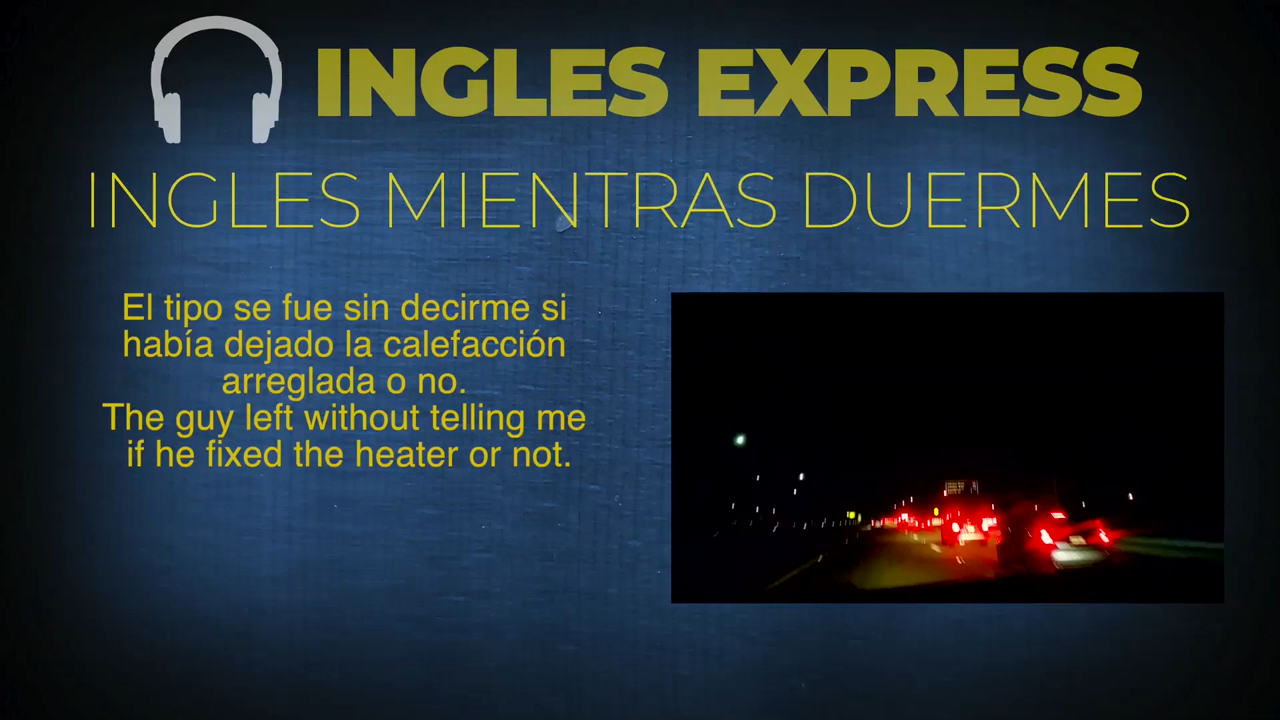 INGLES EXPRESS
INGLES MIENTRAS DUERMES
El tipo se fue sin decirme si
había dejado la calefacción
arreglada o no.
The guy left without telling me
if he fixed the heater or not.